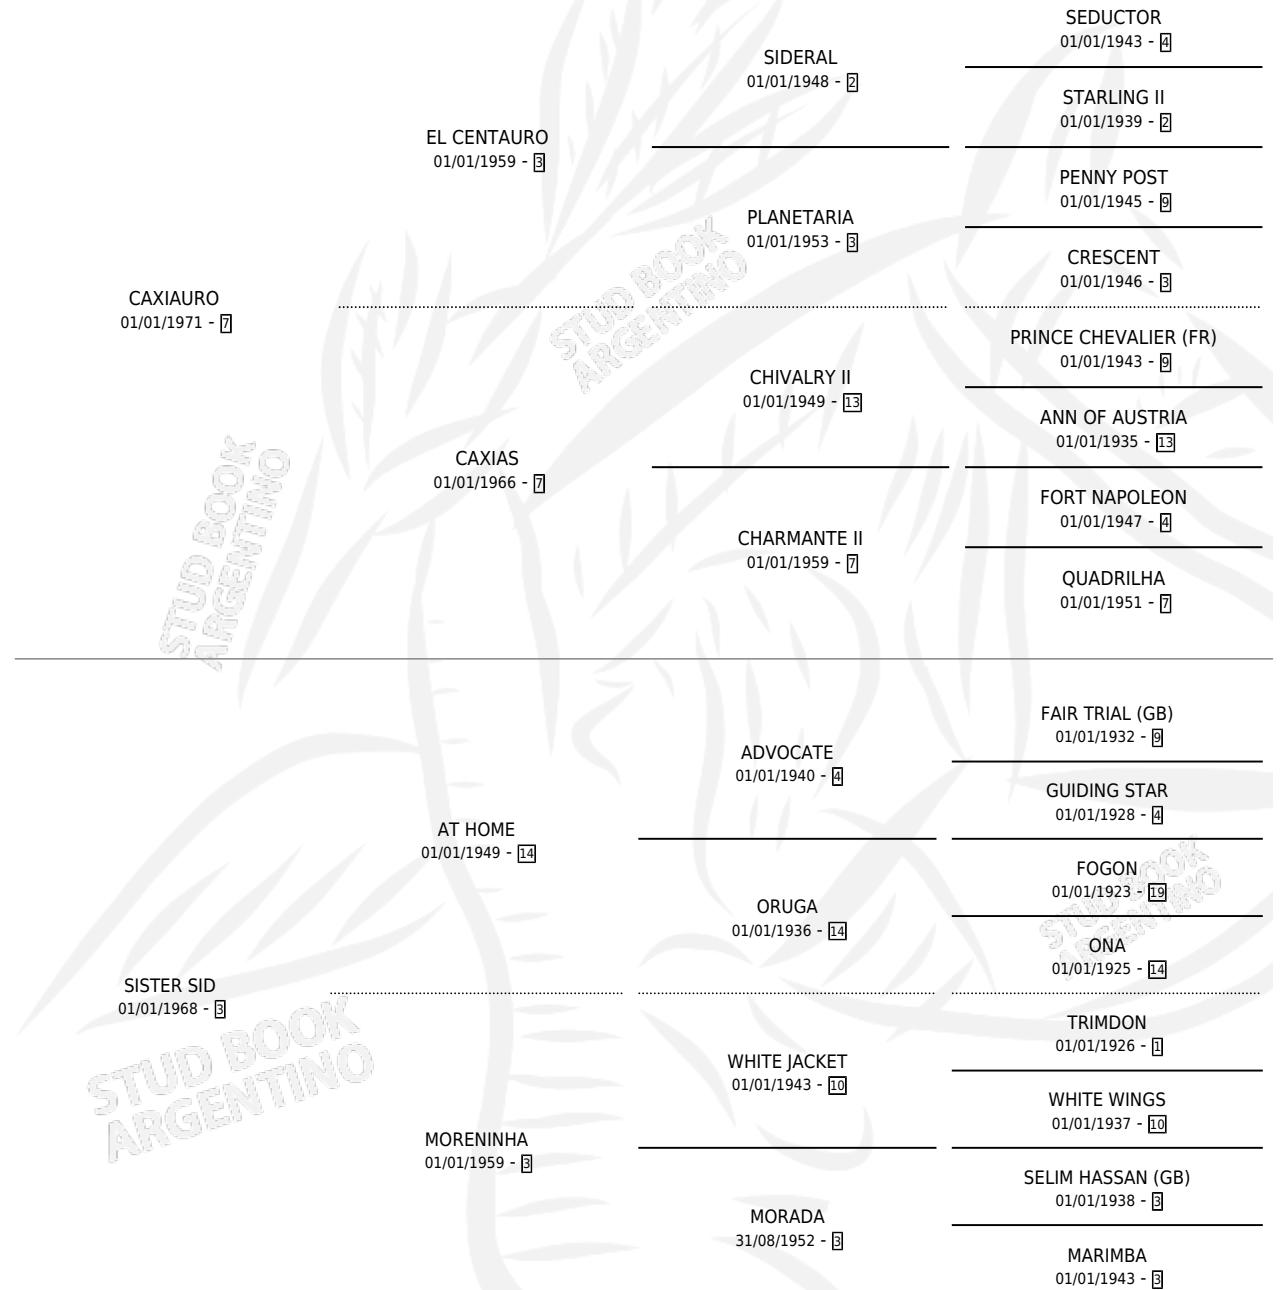 SEDUCTOR
01/01/1943 - 4
SIDERAL
01/01/1948 - 2
STARLING II
01/01/1939 - 2
EL CENTAURO
01/01/1959 - 3
PENNY POST
01/01/1945 - 9
PLANETARIA
01/01/1953 - 3
CRESCENT
01/01/1946 - 3
CAXIAURO
01/01/1971 - 7
PRINCE CHEVALIER (FR)
01/01/1943 - 9
CHIVALRY II
01/01/1949 - 13
ANN OF AUSTRIA
01/01/1935 - 13
CAXIAS
01/01/1966 - 7
FORT NAPOLEON
01/01/1947 - 4
CHARMANTE II
01/01/1959 - 7
QUADRILHA
01/01/1951 - 7
FAIR TRIAL (GB)
01/01/1932 - 9
ADVOCATE
01/01/1940 - 4
GUIDING STAR
01/01/1928 - 4
AT HOME
01/01/1949 - 14
FOGON
01/01/1923 - 19
ORUGA
01/01/1936 - 14
ONA
01/01/1925 - 14
SISTER SID
01/01/1968 - 3
TRIMDON
01/01/1926 - 1
WHITE JACKET
01/01/1943 - 10
WHITE WINGS
01/01/1937 - 10
MORENINHA
01/01/1959 - 3
SELIM HASSAN (GB)
01/01/1938 - 3
MORADA
31/08/1952 - 3
MARIMBA
01/01/1943 - 3
STUD BOOK
ARGENTINO
STUD BOOK
ARGENTINO
STUD BOOK
ARGENTINO
STUD BOOK
ARGENTINO